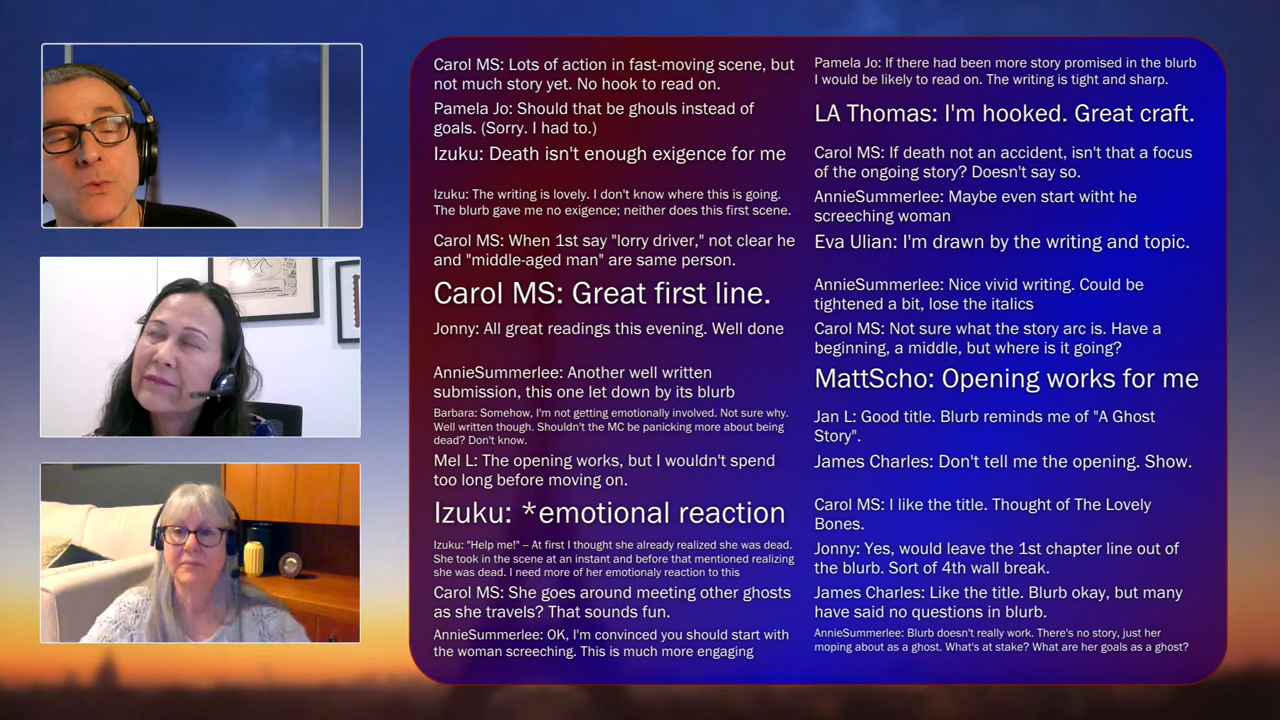 Carol MS: Lots of action in fast-moving scene, but
not much story yet. No hook to read on.
Pamela Jo: Should that be ghouls instead of
goals. (Sorry. I had to.)
Izuku: Death isn't enough exigence for me
Izuku: The writing is lovely. I don't know where this is going.
The blurb gave me no exigence; neither does this first scene.
Carol MS: When 1st say "lorry driver," not clear he
and "middle-aged man" are same person.
Carol MS: Great first line.
Jonny: All great readings this evening. Well done
AnnieSummerlee: Another well written
submission, this one let down by its blurb
Barbara: Somehow, I'm not getting emotionally involved. Not sure why.
Well written though. Shouldn't the MC be panicking more about being
dead? Don't know.
Mel L: The opening works, but I wouldn't spend
too long before moving on.
Izuku: *emotional reaction
Izuku: "Help me!" – At first I thought she already realized she was dead.
She took in the scene at an instant and before that mentioned realizing
she was dead. I need more of her emotionaly reaction to this
Carol MS: She goes around meeting other ghosts
as she travels? That sounds fun.
AnnieSummerlee: OK, I'm convinced you should start with
the woman screeching. This is much more engaging
Pamela Jo: If there had been more story promised in the blurb
I would be likely to read on. The writing is tight and sharp.
LA Thomas: I'm hooked. Great craft.
Carol MS: If death not an accident, isn't that a focus
of the ongoing story? Doesn't say so.
AnnieSummerlee: Maybe even start witht he
screeching woman
Eva Ulian: I'm drawn by the writing and topic.
AnnieSummerlee: Nice vivid writing. Could be
tightened a bit, lose the italics
Carol MS: Not sure what the story arc is. Have a
beginning, a middle, but where is it going?
MattScho: Opening works for me
Jan L: Good title. Blurb reminds me of "A Ghost
Story".
James Charles: Don't tell me the opening. Show.
Carol MS: I like the title. Thought of The Lovely
Bones.
Jonny: Yes, would leave the 1st chapter line out of
the blurb. Sort of 4th wall break.
James Charles: Like the title. Blurb okay, but many
have said no questions in blurb.
AnnieSummerlee: Blurb doesn't really work. There's no story, just her
moping about as a ghost. What's at stake? What are her goals as a ghost?